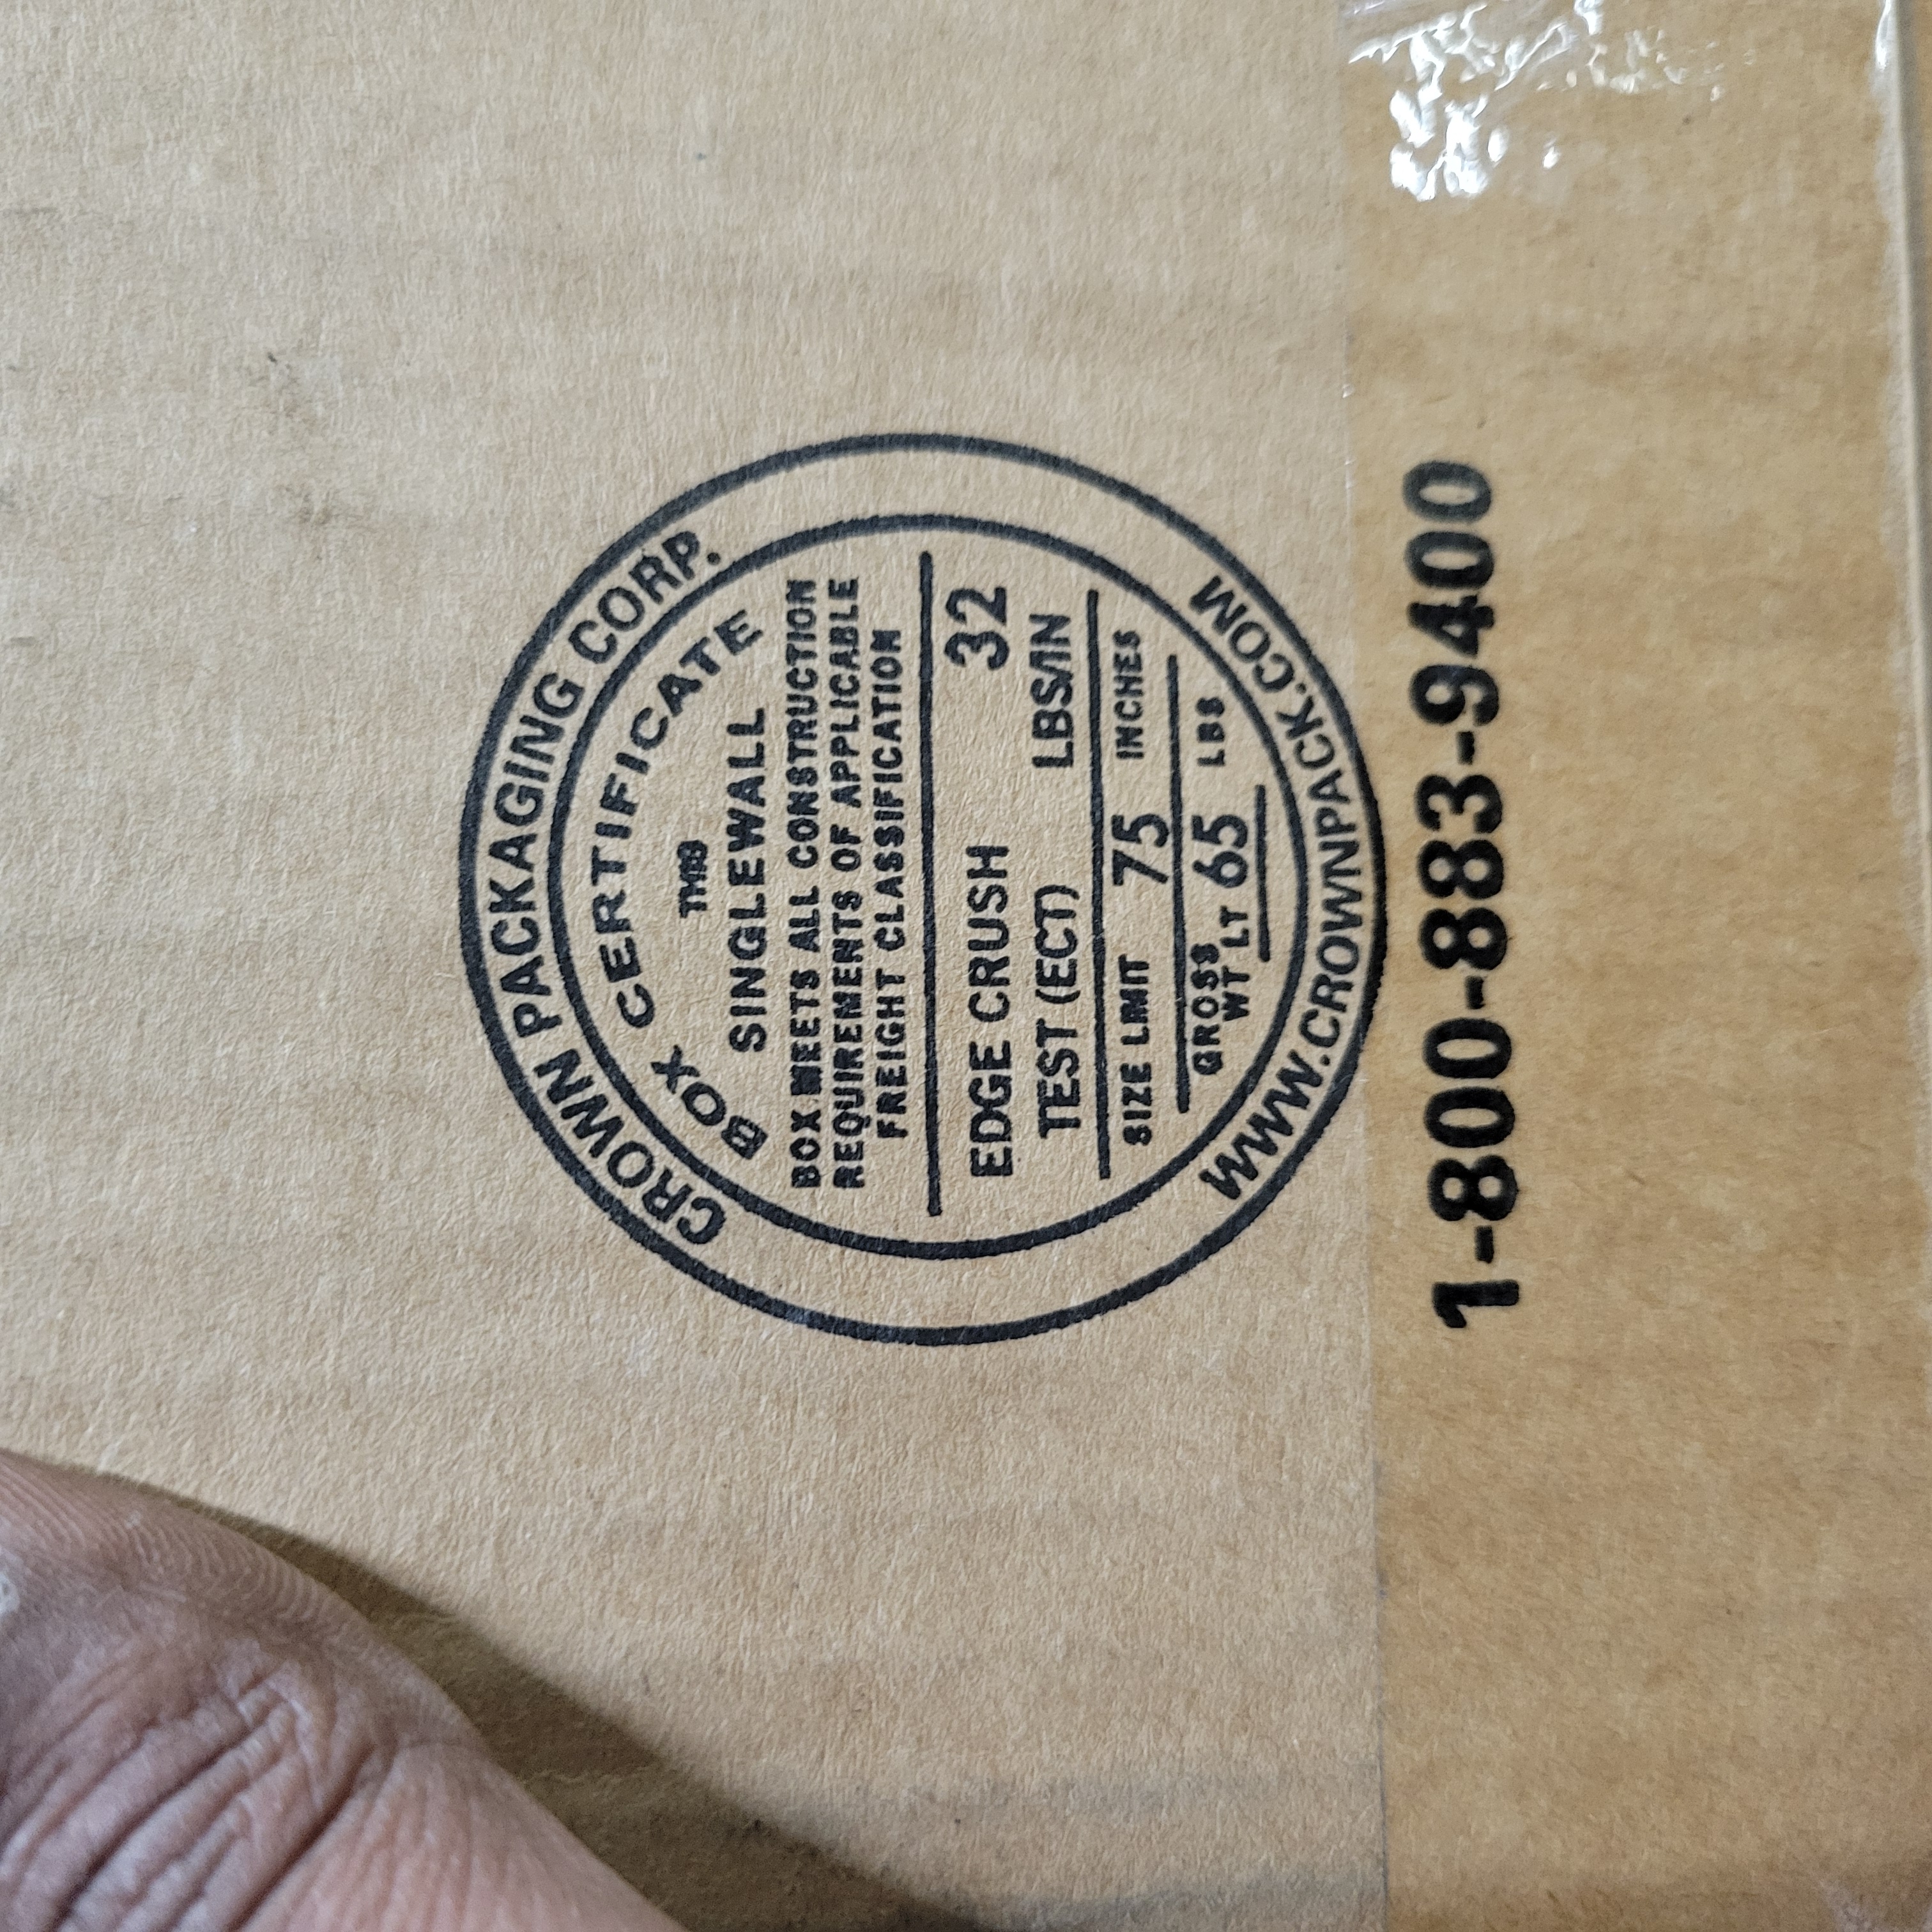 CROWN PACKAGING CORP.
BOX CERTIFICATE
THIS
SINGLEWALL
BOX MEETS ALL CONSTRUCTION
REQUIREMENTS OF APPLICABLE
FREIGHT CLASSIFICATION
EDGE CRUSH 32
TEST (ECT) LBS/IN
SIZE LIMIT 75 INCHES
GROSS
WT LT 65 LBS
WWW.CROWNPACK.COM
1-800-883-9400